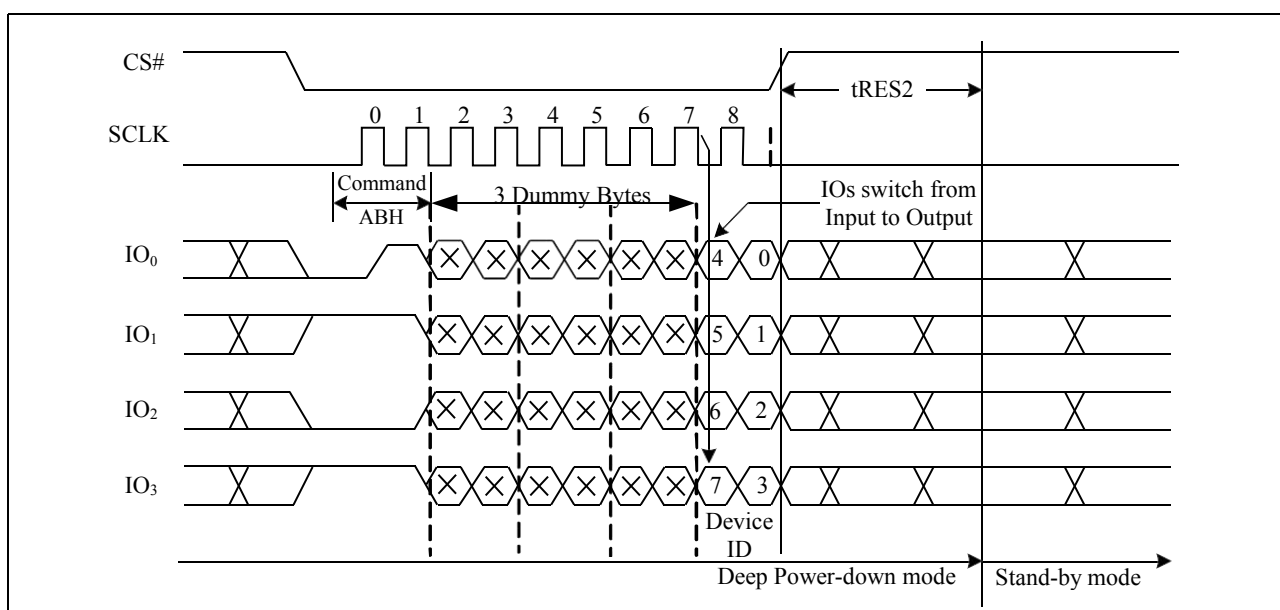 CS#
tRES2
0 1 2 3 4 5 6 7 8
SCLK
Command
ABH
3 Dummy Bytes
IOs switch from
Input to Output
IO₀
4 0
IO₁
5 1
IO₂
6 2
IO₃
7 3
Device
ID
Deep Power-down mode
Stand-by mode